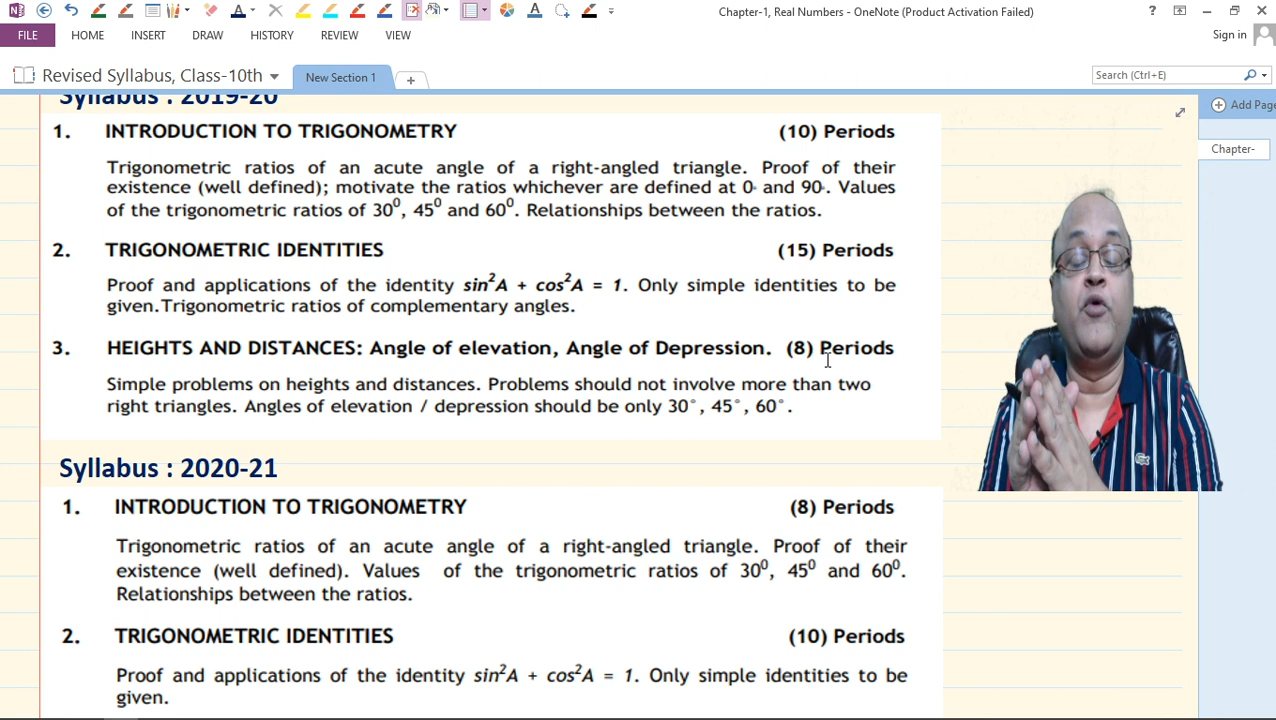 Chapter-1, Real Numbers - OneNote (Product Activation Failed)
FILE HOME INSERT DRAW HISTORY REVIEW VIEW
Sign in
Revised Syllabus, Class-10th
New Section 1
Search (Ctrl+E)
Add Page
Chapter-
Syllabus : 2019-20
1. INTRODUCTION TO TRIGONOMETRY (10) Periods
Trigonometric ratios of an acute angle of a right-angled triangle. Proof of their
existence (well defined); motivate the ratios whichever are defined at 0° and 90°. Values
of the trigonometric ratios of 30⁰, 45⁰ and 60⁰. Relationships between the ratios.
2. TRIGONOMETRIC IDENTITIES (15) Periods
Proof and applications of the identity sin²A + cos²A = 1. Only simple identities to be
given. Trigonometric ratios of complementary angles.
3. HEIGHTS AND DISTANCES: Angle of elevation, Angle of Depression. (8) Periods
Simple problems on heights and distances. Problems should not involve more than two
right triangles. Angles of elevation / depression should be only 30°, 45°, 60°.
Syllabus : 2020-21
1. INTRODUCTION TO TRIGONOMETRY (8) Periods
Trigonometric ratios of an acute angle of a right-angled triangle. Proof of their
existence (well defined). Values of the trigonometric ratios of 30⁰, 45⁰ and 60⁰.
Relationships between the ratios.
2. TRIGONOMETRIC IDENTITIES (10) Periods
Proof and applications of the identity sin²A + cos²A = 1. Only simple identities to be
given.